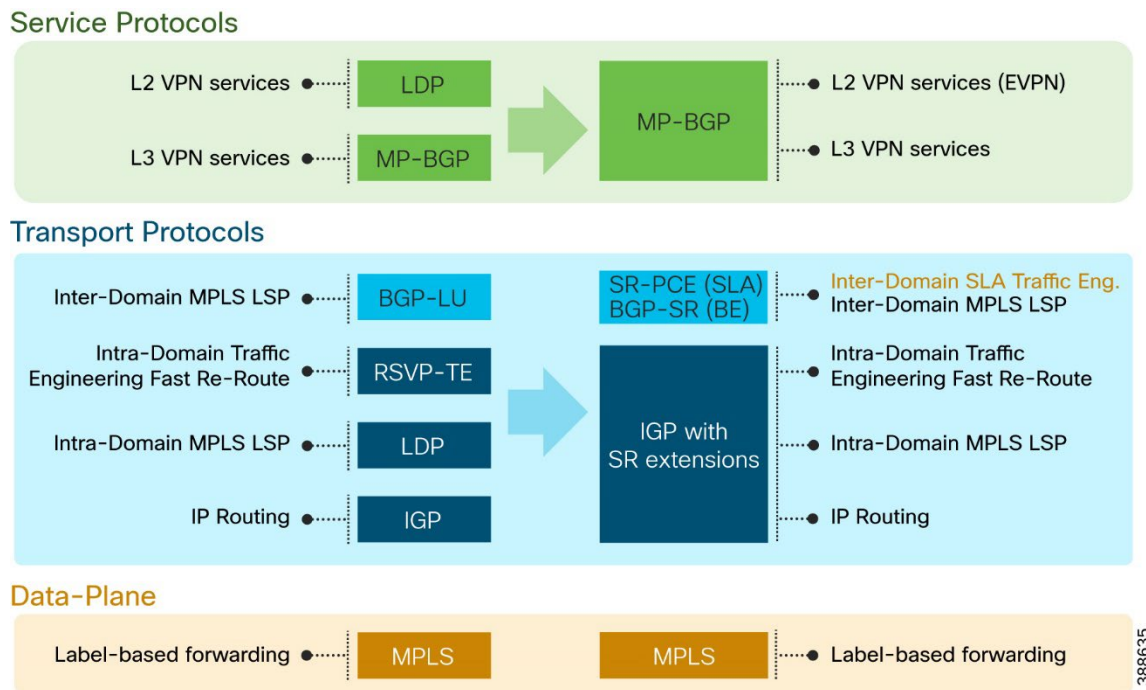 Service Protocols
L2 VPN services
LDP
L3 VPN services
MP-BGP
MP-BGP
L2 VPN services (EVPN)
L3 VPN services
Transport Protocols
Inter-Domain MPLS LSP
BGP-LU
Intra-Domain Traffic
Engineering Fast Re-Route
RSVP-TE
Intra-Domain MPLS LSP
LDP
IP Routing
IGP
SR-PCE (SLA)
BGP-SR (BE)
Inter-Domain SLA Traffic Eng.
Inter-Domain MPLS LSP
IGP with
SR extensions
Intra-Domain Traffic
Engineering Fast Re-Route
Intra-Domain MPLS LSP
IP Routing
Data-Plane
Label-based forwarding
MPLS
MPLS
Label-based forwarding
388635